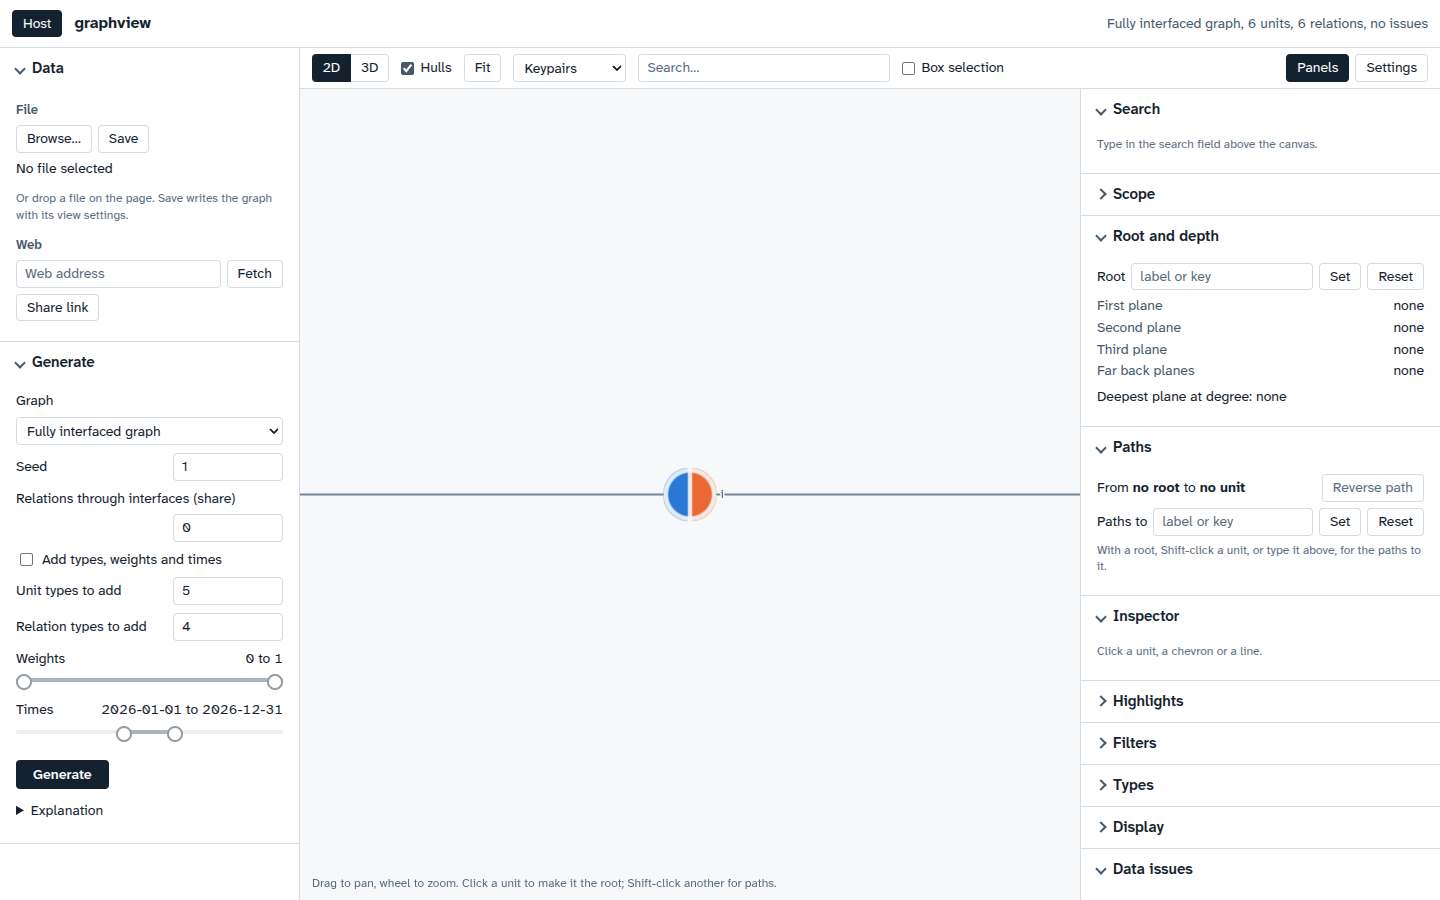 Host graphview
Fully interfaced graph, 6 units, 6 relations, no issues
Data
File
Browse... Save
No file selected
Or drop a file on the page. Save writes the graph
with its view settings.
Web
Web address Fetch
Share link
Generate
Graph
Fully interfaced graph
Seed 1
Relations through interfaces (share)
0
Add types, weights and times
Unit types to add 5
Relation types to add 4
Weights 0 to 1
Times 2026-01-01 to 2026-12-31
Generate
Explanation
2D 3D Hulls Fit Keypairs Search... Box selection Panels Settings
i
Drag to pan, wheel to zoom. Click a unit to make it the root; Shift-click another for paths.
Search
Type in the search field above the canvas.
Scope
Root and depth
Root label or key Set Reset
First plane none
Second plane none
Third plane none
Far back planes none
Deepest plane at degree: none
Paths
From no root to no unit Reverse path
Paths to label or key Set Reset
With a root, Shift-click a unit, or type it above, for the paths to
it.
Inspector
Click a unit, a chevron or a line.
Highlights
Filters
Types
Display
Data issues